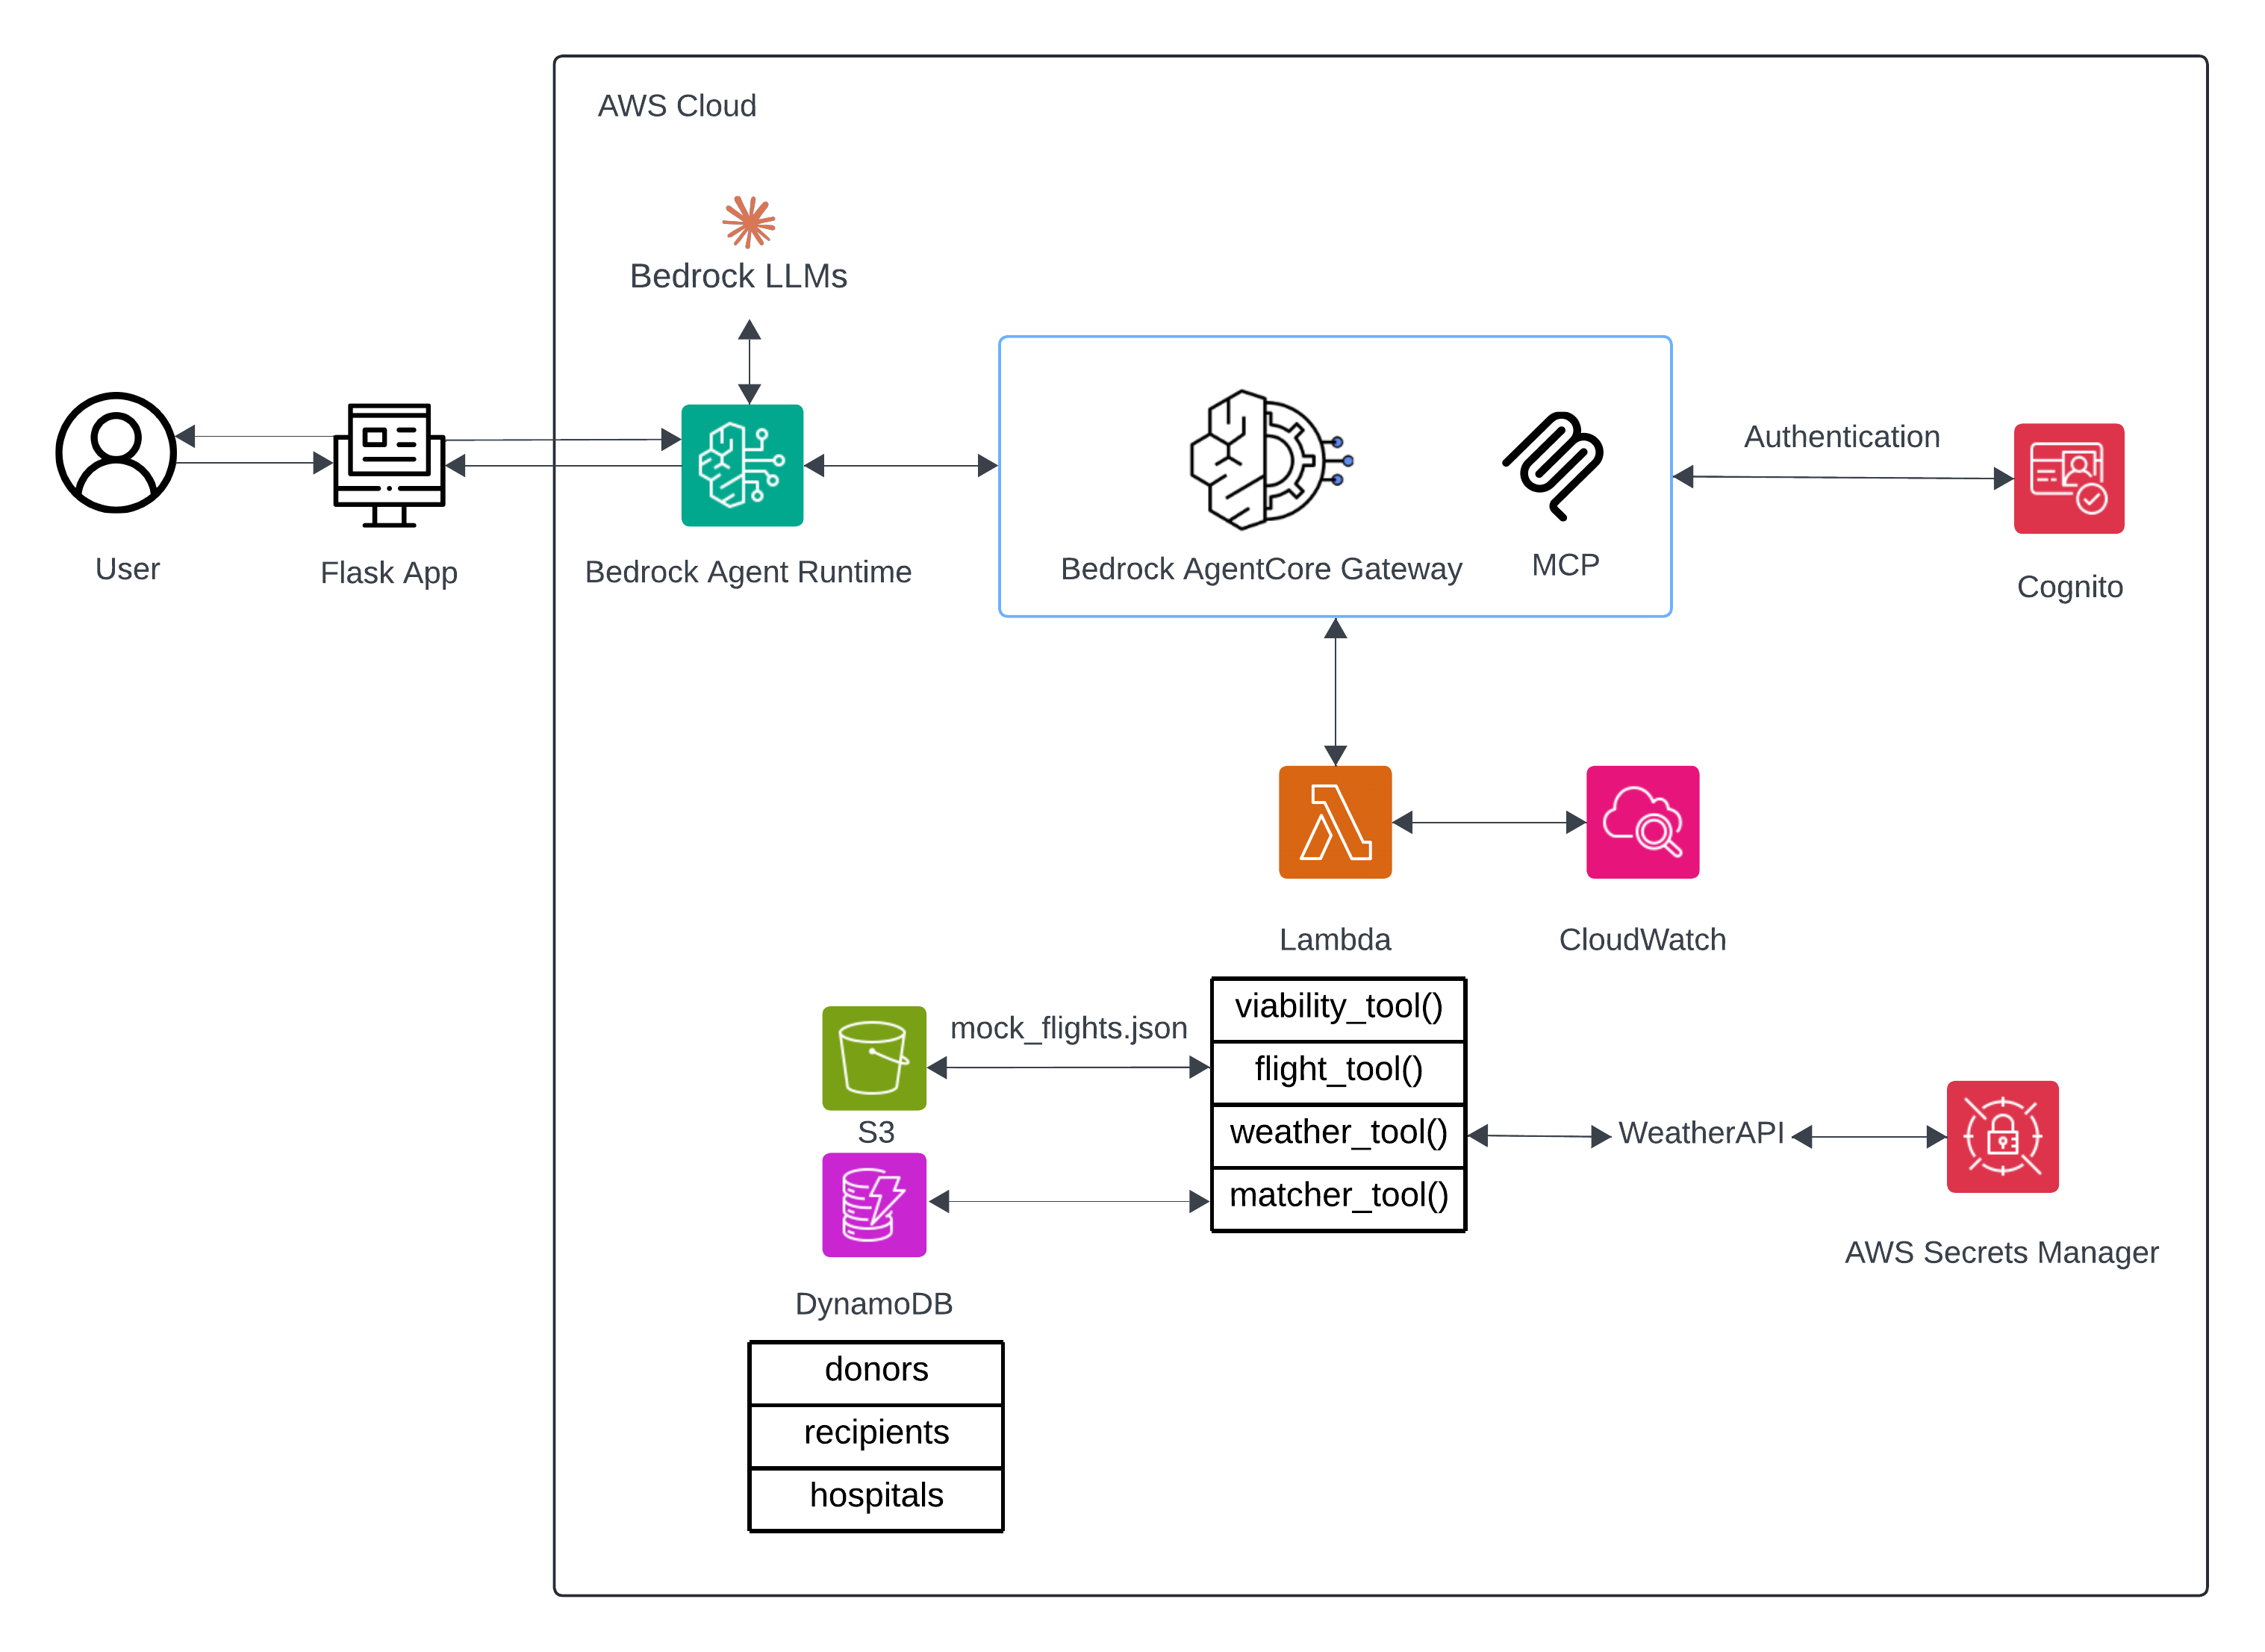 AWS Cloud
Bedrock LLMs
User
Flask App
Bedrock Agent Runtime
Bedrock AgentCore Gateway
MCP
Authentication
Cognito
Lambda
CloudWatch
viability_tool()
flight_tool()
weather_tool()
matcher_tool()
mock_flights.json
S3
WeatherAPI
AWS Secrets Manager
DynamoDB
donors
recipients
hospitals